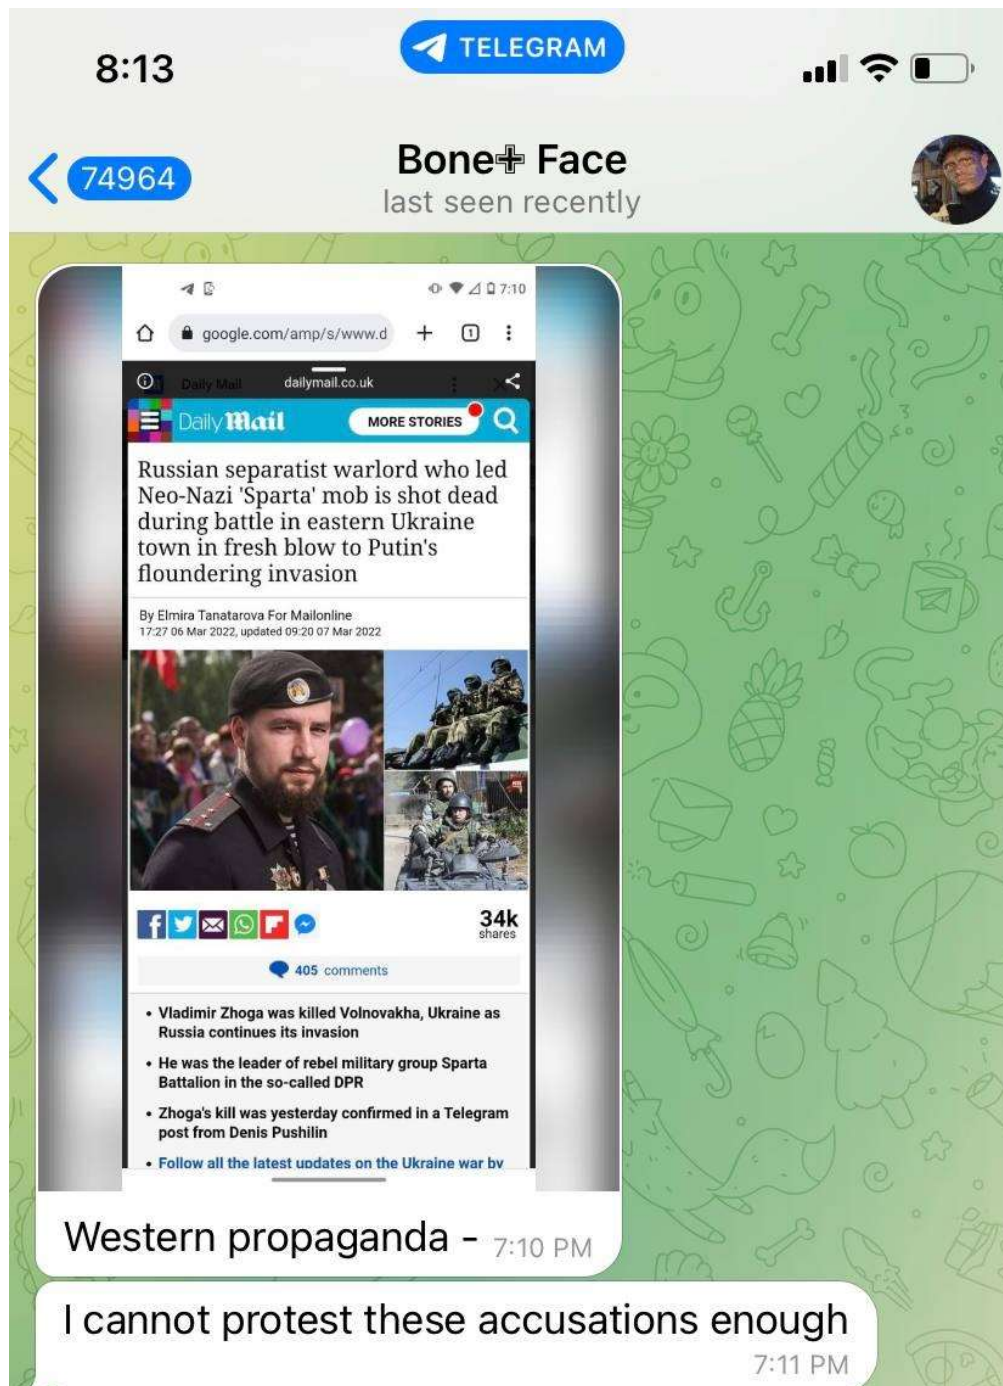 8:13
TELEGRAM
74964
Bone✙ Face
last seen recently
7:10
google.com/amp/s/www.d
1
Daily Mail
dailymail.co.uk
Daily Mail
MORE STORIES
Russian separatist warlord who led
Neo-Nazi 'Sparta' mob is shot dead
during battle in eastern Ukraine
town in fresh blow to Putin's
floundering invasion
By Elmira Tanatarova For Mailonline
17:27 06 Mar 2022, updated 09:20 07 Mar 2022
34k
shares
405 comments
• Vladimir Zhoga was killed Volnovakha, Ukraine as
Russia continues its invasion
• He was the leader of rebel military group Sparta
Battalion in the so-called DPR
• Zhoga's kill was yesterday confirmed in a Telegram
post from Denis Pushilin
• Follow all the latest updates on the Ukraine war by
Western propaganda - 7:10 PM
I cannot protest these accusations enough
7:11 PM